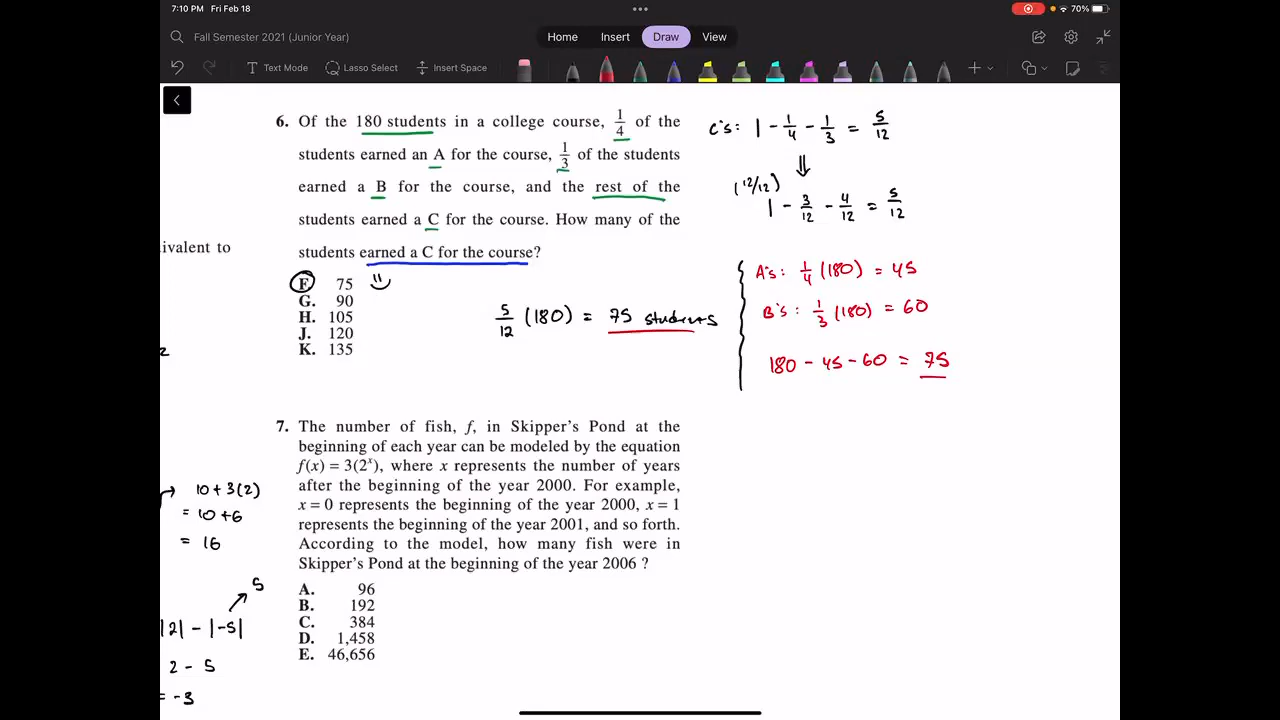 7:10 PM Fri Feb 18
70%
Fall Semester 2021 (Junior Year)
Home Insert Draw View
Text Mode Lasso Select Insert Space
6. Of the 180 students in a college course, 1/4 of the
students earned an A for the course, 1/3 of the students
earned a B for the course, and the rest of the
students earned a C for the course. How many of the
students earned a C for the course?
F. 75
G. 90
H. 105
J. 120
K. 135
5/12 (180) = 75 students
C's: 1 - 1/4 - 1/3 = 5/12
(12/12)
1 - 3/12 - 4/12 = 5/12
A's: 1/4 (180) = 45
B's: 1/3 (180) = 60
180 - 45 - 60 = 75
ivalent to
2
10 + 3(2)
= 10 + 6
= 16
5
|2| - |-5|
2 - 5
= -3
7. The number of fish, f, in Skipper's Pond at the
beginning of each year can be modeled by the equation
f(x) = 3(2ˣ), where x represents the number of years
after the beginning of the year 2000. For example,
x = 0 represents the beginning of the year 2000, x = 1
represents the beginning of the year 2001, and so forth.
According to the model, how many fish were in
Skipper's Pond at the beginning of the year 2006 ?
A. 96
B. 192
C. 384
D. 1,458
E. 46,656